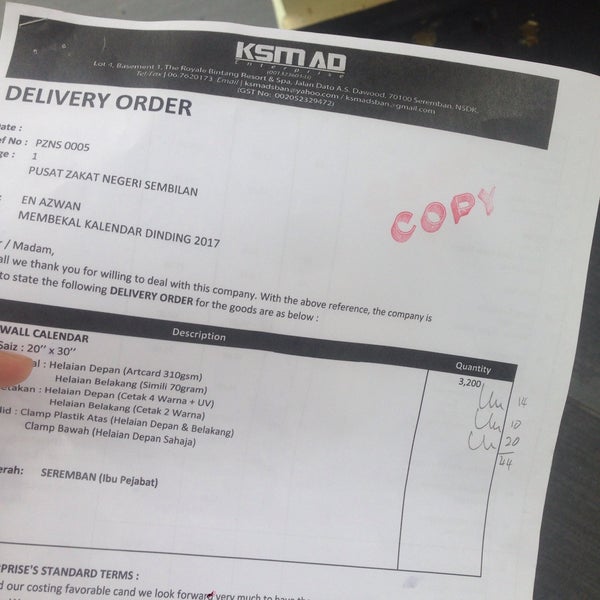 KSM AD
Enterprise
Lot 4, Basement 1, The Royale Bintang Resort & Spa, Jalan Dato A.S. Dawood, 70100 Seremban, NSDK.
Tel/Fax | 06.7620173 Email | ksmadsban@yahoo.com / ksmadsban@gmail.com
(GST No: 002052329472)
DELIVERY ORDER
Date :
ef No : PZNS 0005
ge : 1
PUSAT ZAKAT NEGERI SEMBILAN
: EN AZWAN
MEMBEKAL KALENDAR DINDING 2017
COPY
r / Madam,
all we thank you for willing to deal with this company. With the above reference, the company is
to state the following DELIVERY ORDER for the goods are as below :
Description Quantity
WALL CALENDAR
Saiz : 20’’ x 30’’ 3,200
al : Helaian Depan (Artcard 310gsm)
Helaian Belakang (Simili 70gram) 14
etakan : Helaian Depan (Cetak 4 Warna + UV)
Helaian Belakang (Cetak 2 Warna) 10
lid : Clamp Plastik Atas (Helaian Depan & Belakang) 20
Clamp Bawah (Helaian Depan Sahaja) 44
erah: SEREMBAN (Ibu Pejabat)
RPRISE'S STANDARD TERMS :
d our costing favorable cand we look forward very much to have the